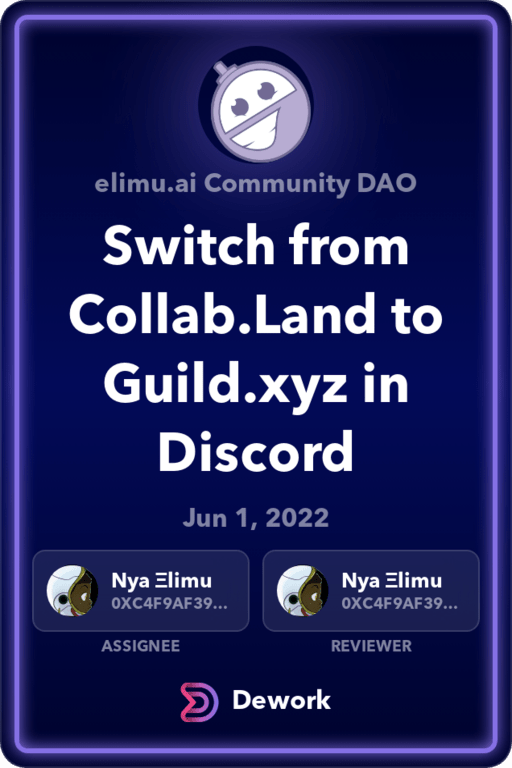 elimu.ai Community DAO
Switch from
Collab.Land to
Guild.xyz in
Discord
Jun 1, 2022
Nya Ξlimu
0XC4F9AF39...
ASSIGNEE
Nya Ξlimu
0XC4F9AF39...
REVIEWER
Dework